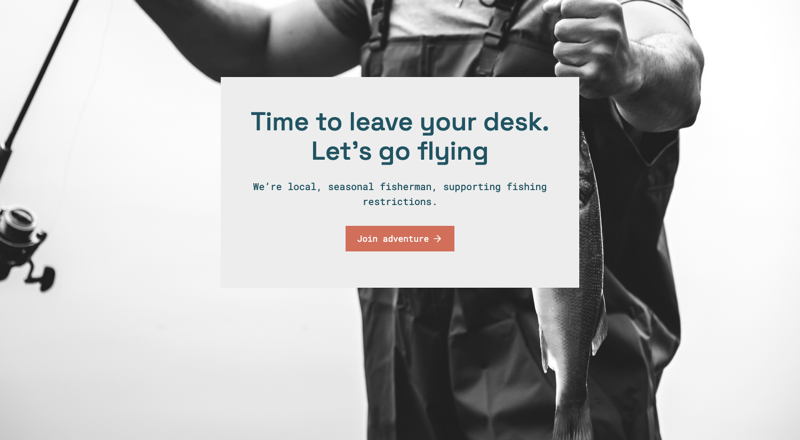 Time to leave your desk.
Let’s go flying
We’re local, seasonal fisherman, supporting fishing
restrictions.
Join adventure →